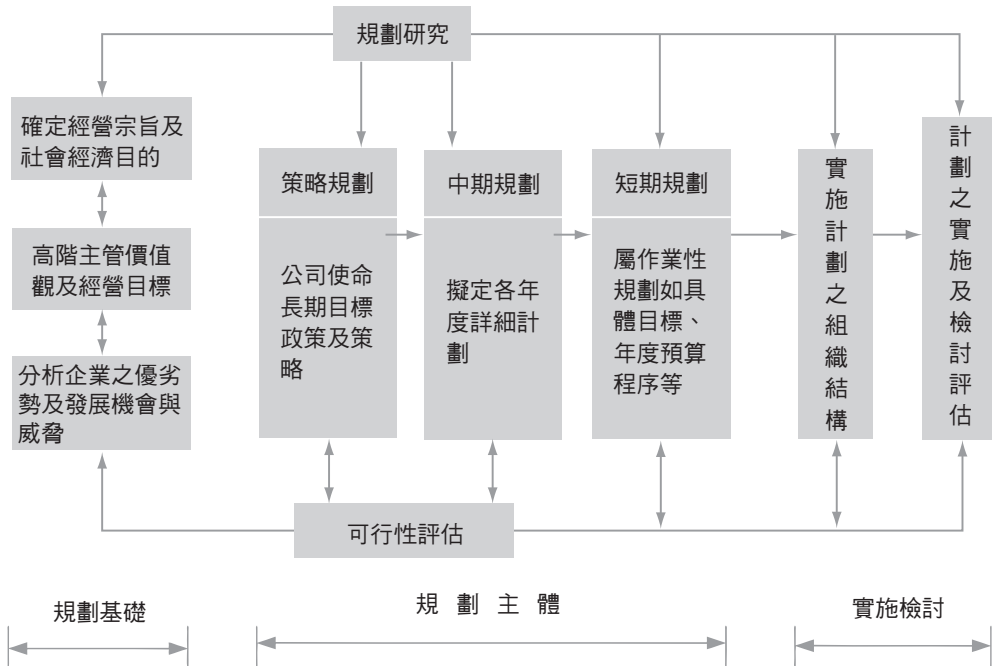 規劃研究
確定經營宗旨及
社會經濟目的
高階主管價值
觀及經營目標
分析企業之優劣
勢及發展機會與
威脅
策略規劃
公司使命
長期目標
政策及策
略
中期規劃
擬定各年
度詳細計
劃
短期規劃
屬作業性
規劃如具
體目標、
年度預算
程序等
實施計劃之組織結構
計劃之實施及檢討評估
可行性評估
規劃基礎
規劃主體
實施檢討